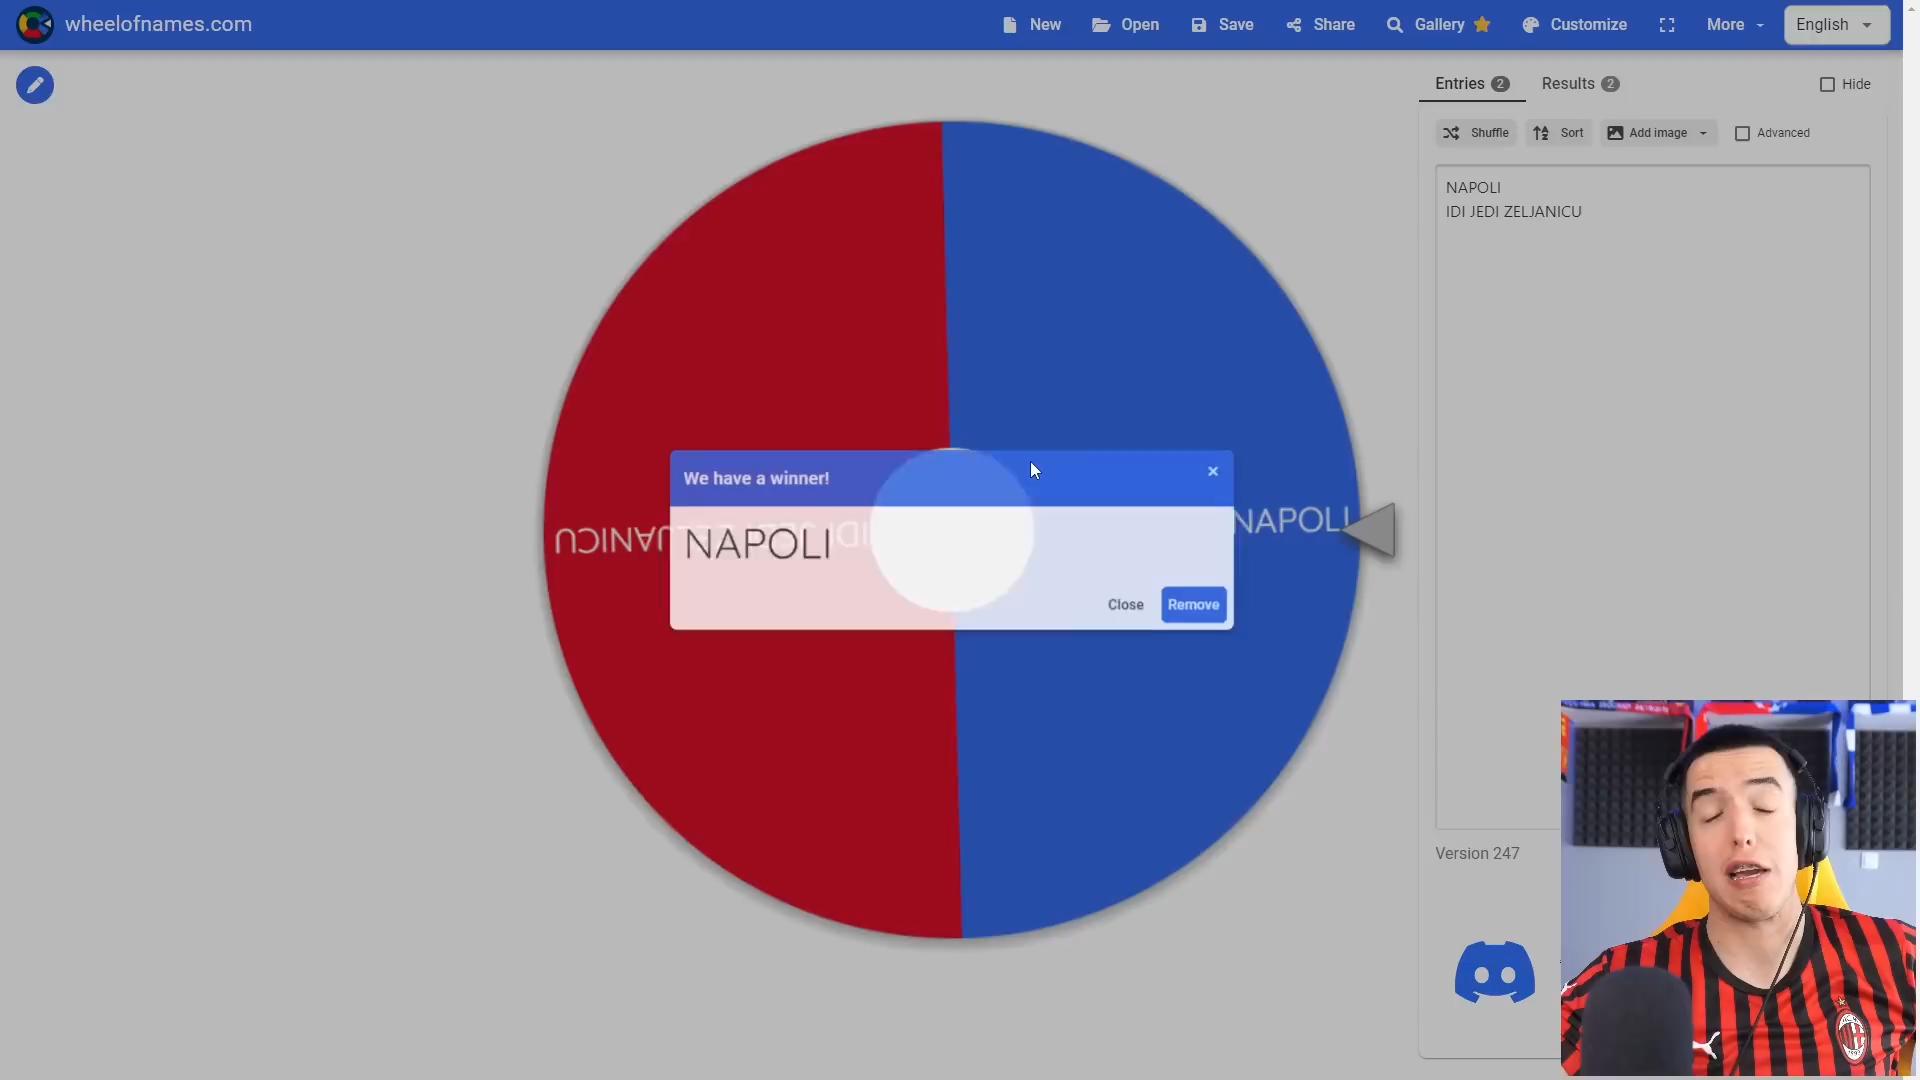 wheelofnames.com
New
Open
Save
Share
Gallery
Customize
More
English
Entries 2
Results 2
Hide
Shuffle
Sort
Add image
Advanced
NAPOLI
IDI JEDI ZELJANICU
We have a winner!
NAPOLI
Close
Remove
NAPOLI
Version 247